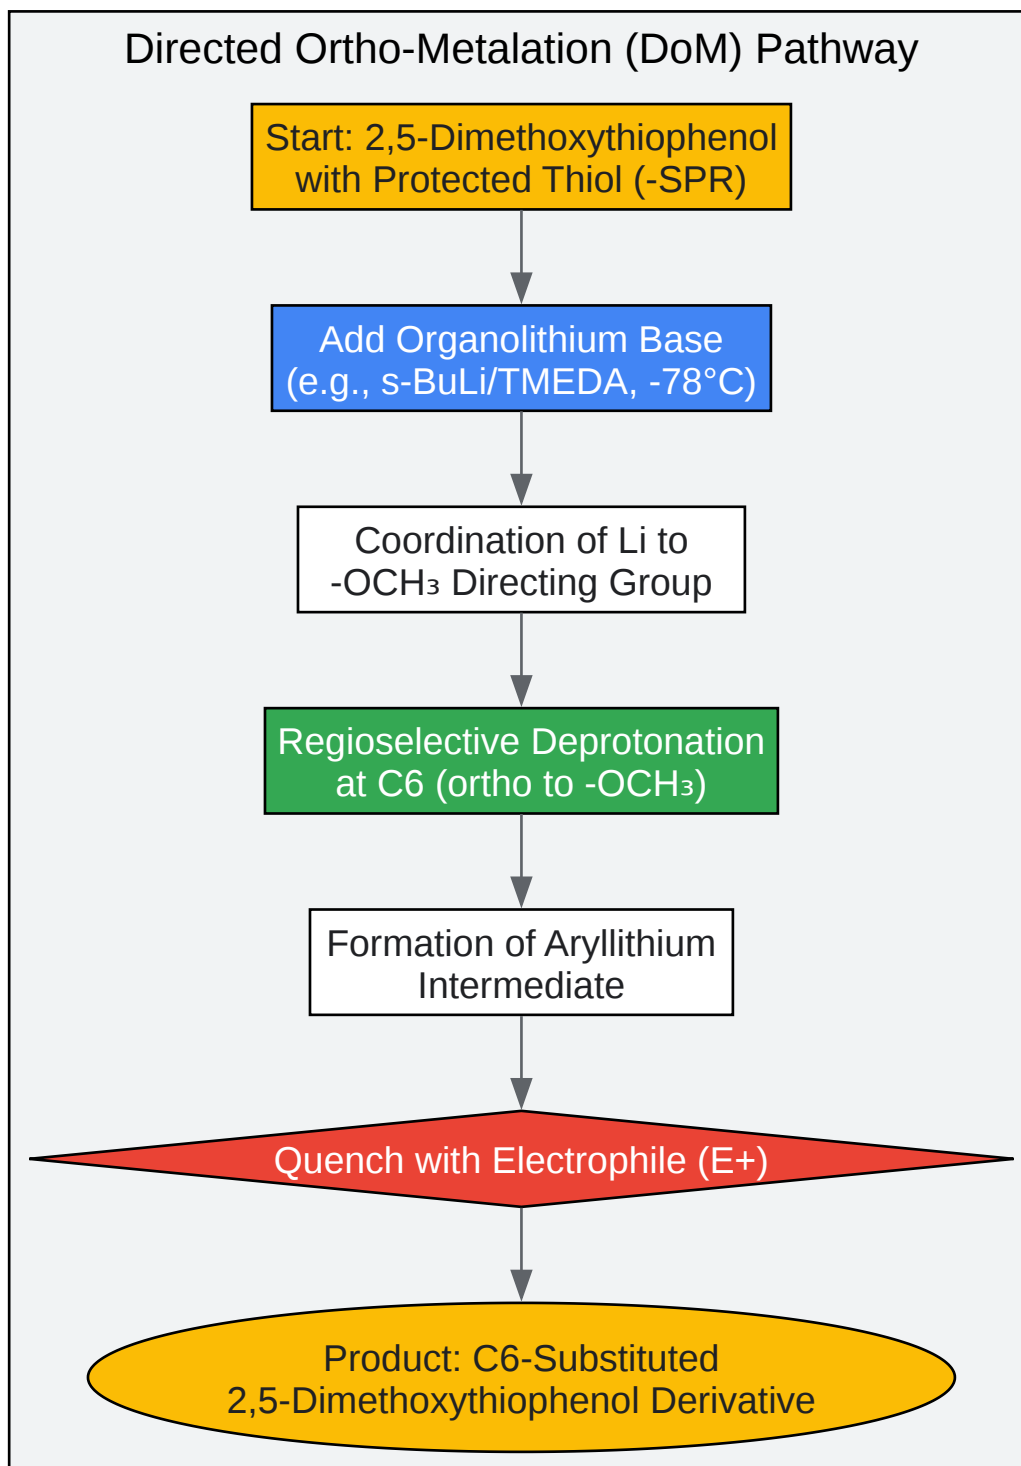 Directed Ortho-Metalation (DoM) Pathway
Start: 2,5-Dimethoxythiophenol
with Protected Thiol (-SPR)
Add Organolithium Base
(e.g., s-BuLi/TMEDA, -78°C)
Coordination of Li to
-OCH₃ Directing Group
Regioselective Deprotonation
at C6 (ortho to -OCH₃)
Formation of Aryllithium
Intermediate
Quench with Electrophile (E+)
Product: C6-Substituted
2,5-Dimethoxythiophenol Derivative